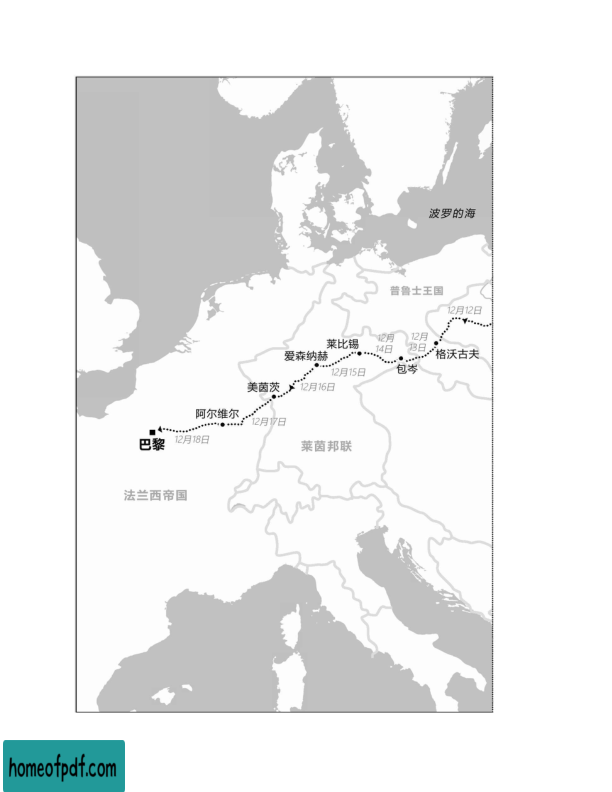 波罗的海
普鲁士王国
12月12日
12月
13日
格沃古夫
12月
14日
包岑
莱比锡
12月15日
爱森纳赫
12月16日
美茵茨
12月17日
阿尔维尔
12月18日
巴黎
莱茵邦联
法兰西帝国
homeofpdf.com